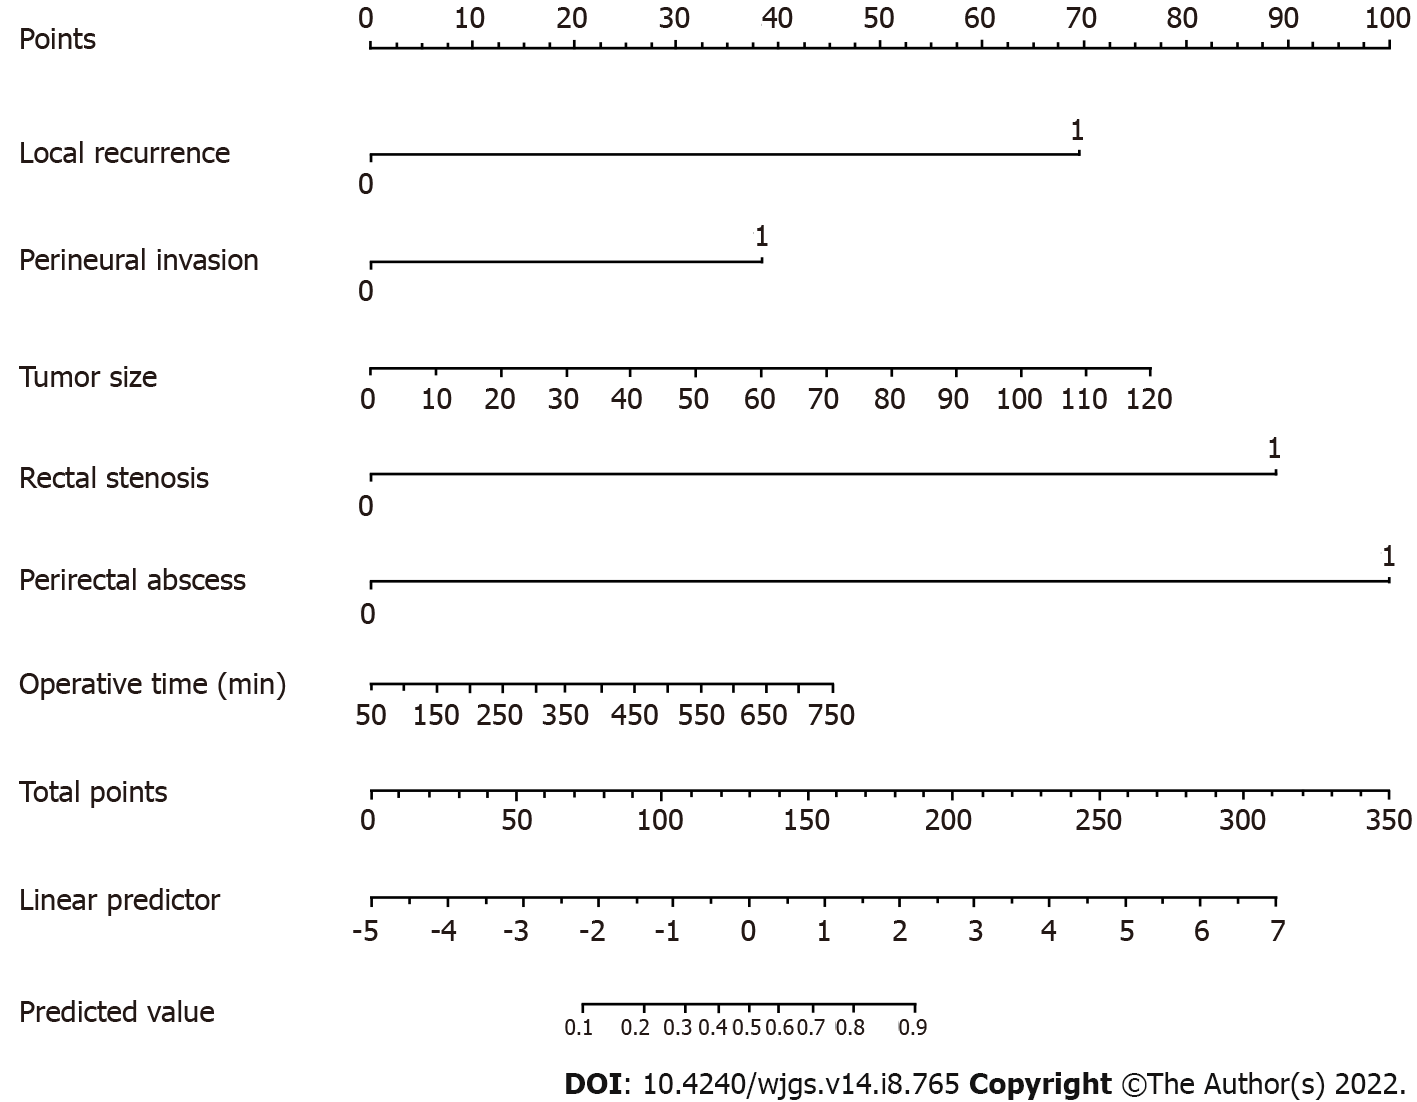 Points
0 10 20 30 40 50 60 70 80 90 100
Local recurrence
1
0
Perineural invasion
1
0
Tumor size
0 10 20 30 40 50 60 70 80 90 100 110 120
Rectal stenosis
1
0
Perirectal abscess
1
0
Operative time (min)
50 150 250 350 450 550 650 750
Total points
0 50 100 150 200 250 300 350
Linear predictor
-5 -4 -3 -2 -1 0 1 2 3 4 5 6 7
Predicted value
0.1 0.2 0.3 0.4 0.5 0.6 0.7 0.8 0.9
DOI: 10.4240/wjgs.v14.i8.765 Copyright ©The Author(s) 2022.